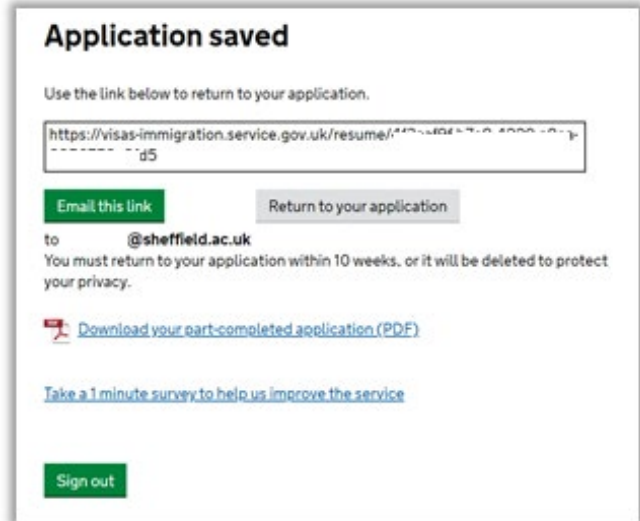 Application saved
Use the link below to return to your application.
https://visas-immigration.service.gov.uk/resume/
d5
Email this link Return to your application
to @sheffield.ac.uk
You must return to your application within 10 weeks, or it will be deleted to protect
your privacy.
Download your part-completed application (PDF)
Take a 1 minute survey to help us improve the service
Sign out